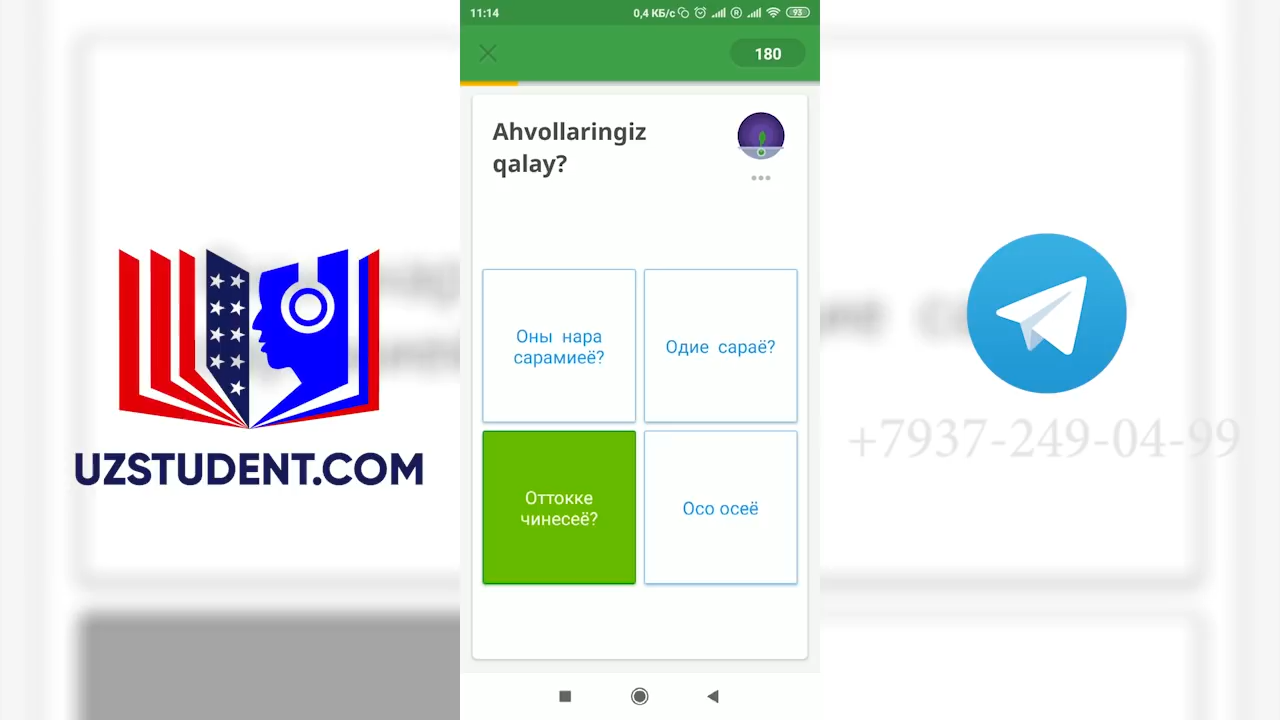 11:14
0,4 КБ/с
93
180
Ahvollaringiz
qalay?
Оны нара
сарамиеё?
Одие сараё?
Оттокке
чинесеё?
Осо осеё
UZSTUDENT.COM
+7937-249-04-99